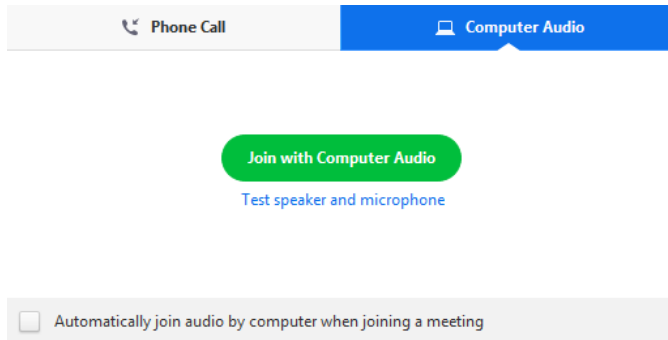 Phone Call
Computer Audio
Join with Computer Audio
Test speaker and microphone
Automatically join audio by computer when joining a meeting